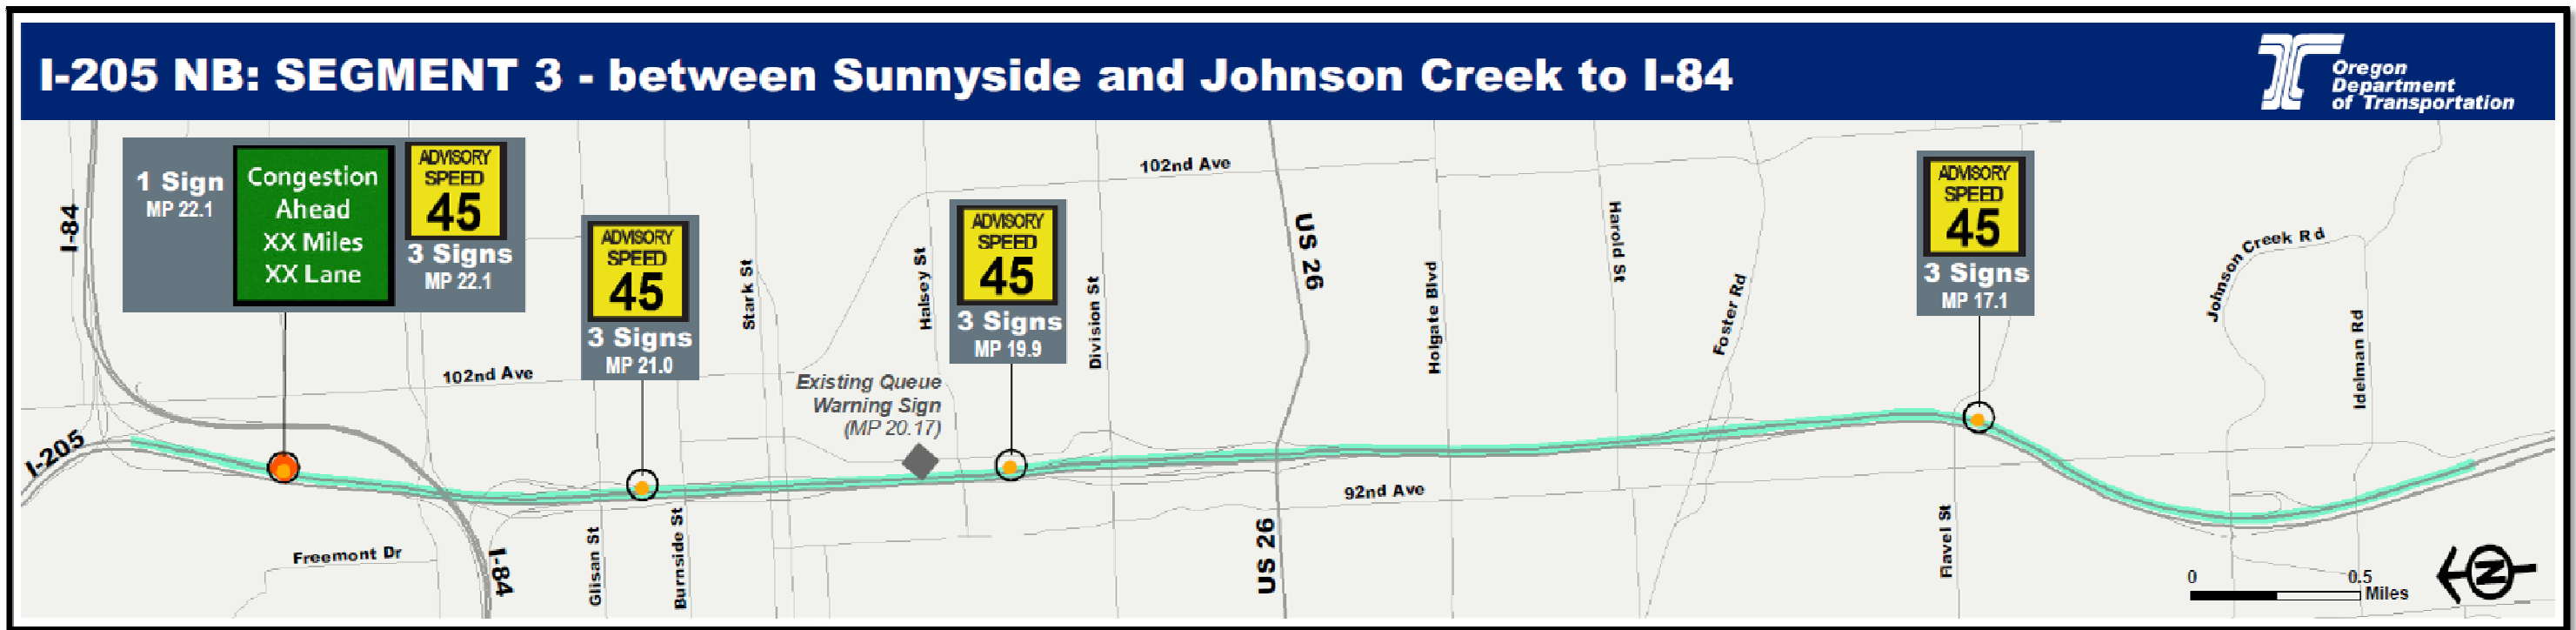 I-205 NB: SEGMENT 3 - between Sunnyside and Johnson Creek to I-84
Oregon
Department
of Transportation
1 Sign
MP 22.1
Congestion
Ahead
XX Miles
XX Lane
ADVISORY
SPEED
45
3 Signs
MP 22.1
ADVISORY
SPEED
45
3 Signs
MP 21.0
ADVISORY
SPEED
45
3 Signs
MP 19.9
ADVISORY
SPEED
45
3 Signs
MP 17.1
I-84
I-205
102nd Ave
Freemont Dr
I-84
Glisan St
Burnside St
Stark St
Existing Queue
Warning Sign
(MP 20.17)
Halsey St
Division St
102nd Ave
US 26
US 26
92nd Ave
Holgate Blvd
Harold St
Foster Rd
Flavel St
Johnson Creek Rd
Idelman Rd
0
0.5
Miles
N